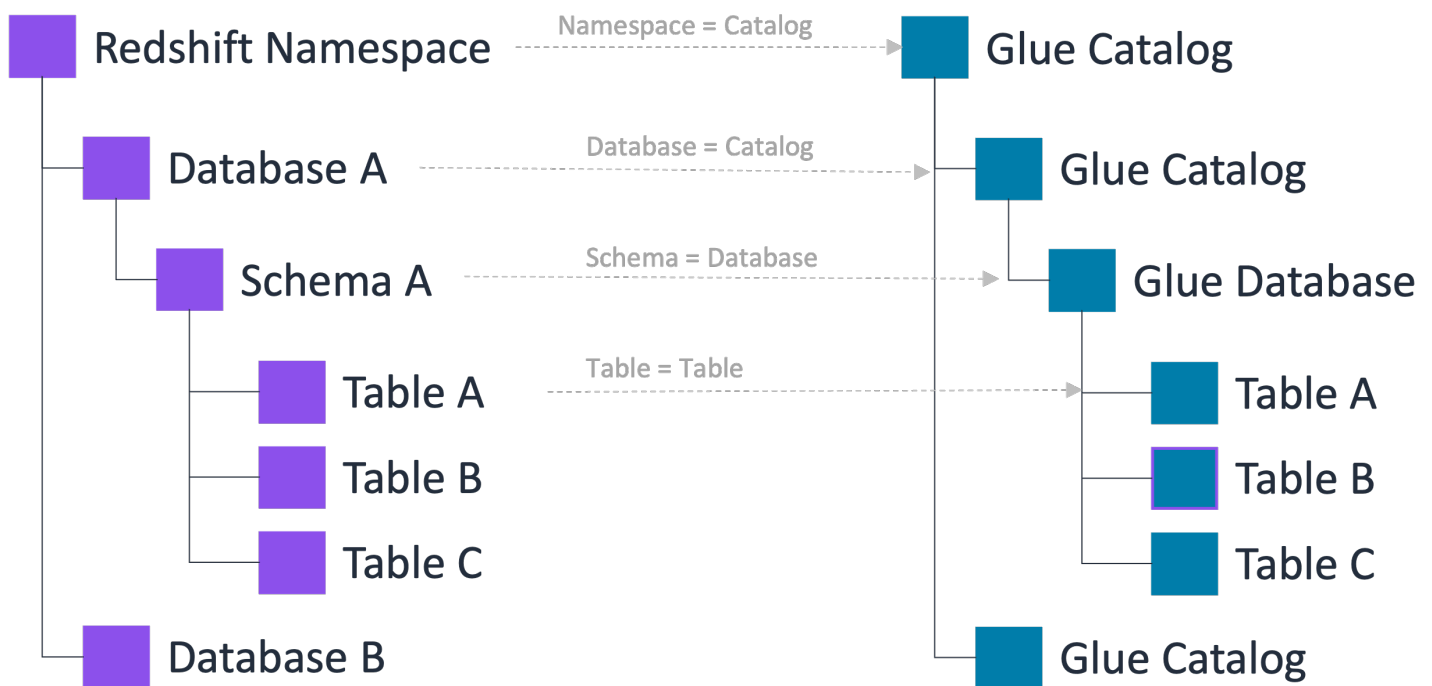 Redshift Namespace
Namespace = Catalog
Glue Catalog
Database A
Database = Catalog
Glue Catalog
Schema A
Schema = Database
Glue Database
Table A
Table = Table
Table A
Table B
Table B
Table C
Table C
Database B
Glue Catalog